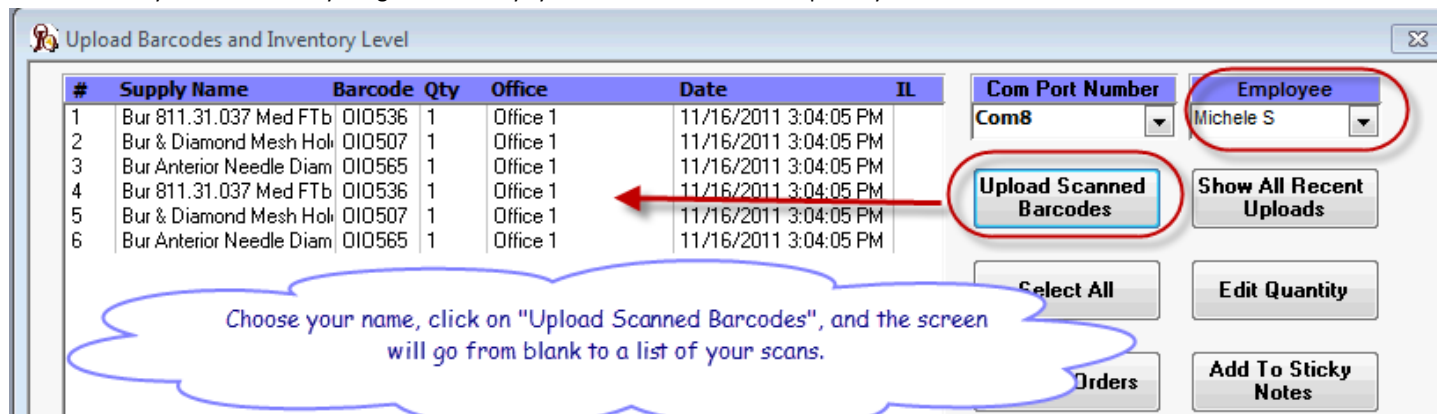 Upload Barcodes and Inventory Level
# Supply Name Barcode Qty Office Date IL
1 Bur 811.31.037 Med FTb OIO536 1 Office 1 11/16/2011 3:04:05 PM
2 Bur & Diamond Mesh Hol OIO507 1 Office 1 11/16/2011 3:04:05 PM
3 Bur Anterior Needle Diam OIO565 1 Office 1 11/16/2011 3:04:05 PM
4 Bur 811.31.037 Med FTb OIO536 1 Office 1 11/16/2011 3:04:05 PM
5 Bur & Diamond Mesh Hol OIO507 1 Office 1 11/16/2011 3:04:05 PM
6 Bur Anterior Needle Diam OIO565 1 Office 1 11/16/2011 3:04:05 PM
Com Port Number
Com8
Employee
Michele S
Upload Scanned
Barcodes
Show All Recent
Uploads
Select All
Edit Quantity
Orders
Add To Sticky
Notes
Choose your name, click on "Upload Scanned Barcodes", and the screen
will go from blank to a list of your scans.